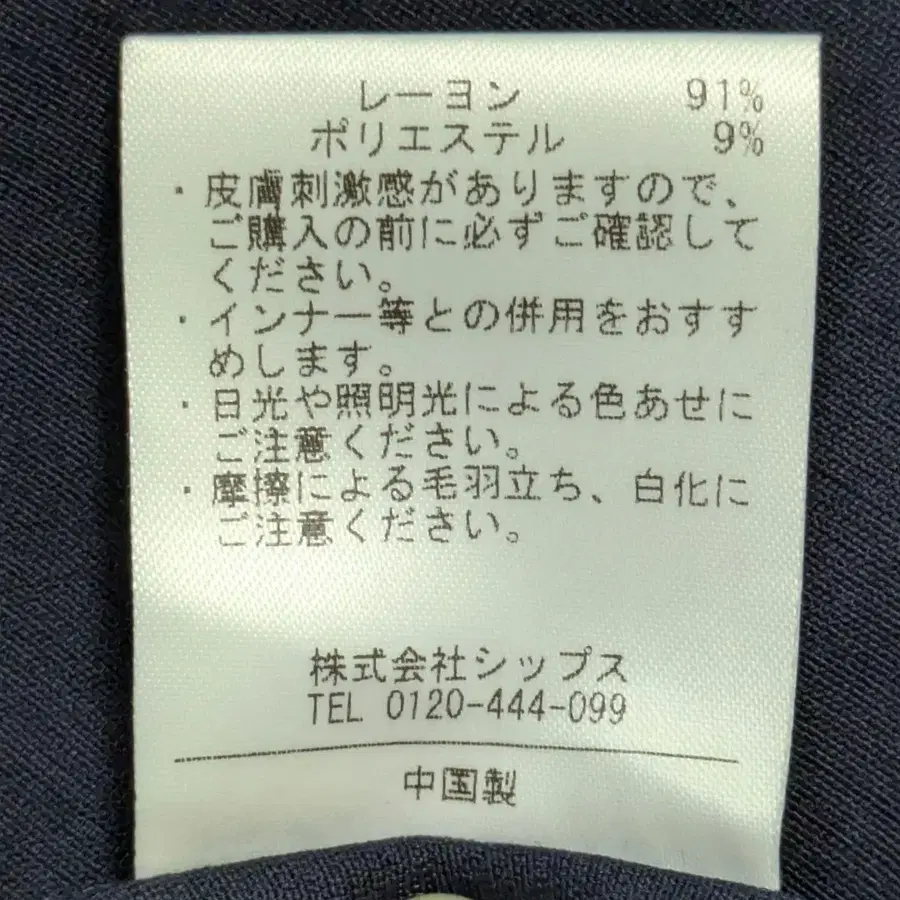 レーヨン 91%
ポリエステル 9%
・皮膚刺激感がありますので、
ご購入の前に必ずご確認して
ください。
・インナー等との併用をおすす
めします。
・日光や照明光による色あせに
ご注意ください。
・摩擦による毛羽立ち、白化に
ご注意ください。
株式会社シップス
TEL 0120-444-099
中国製